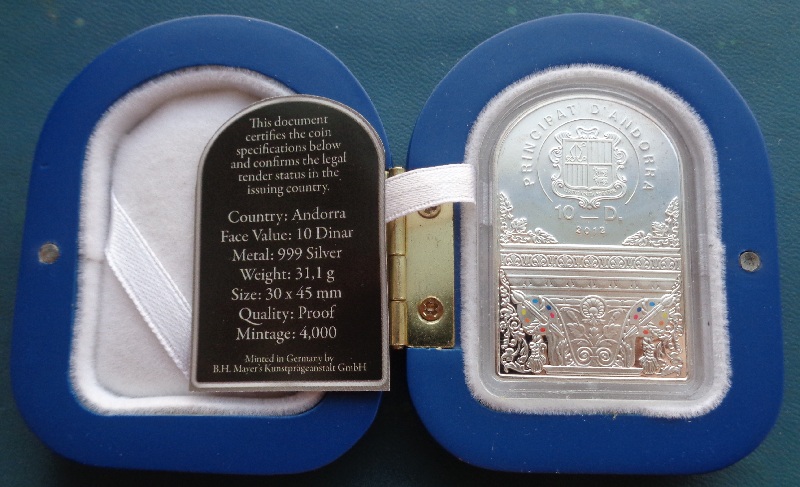 This document
certifies the coin
specifications below
and confirms the legal
tender status in the
issuing country.
Country: Andorra
Face Value: 10 Dinar
Metal: 999 Silver
Weight: 31,1 g
Size: 30 x 45 mm
Quality: Proof
Mintage: 4,000
Minted in Germany by
B.H. Mayer's Kunstprägeanstalt GmbH
PRINCIPAT D'ANDORRA
10 — D.
2012